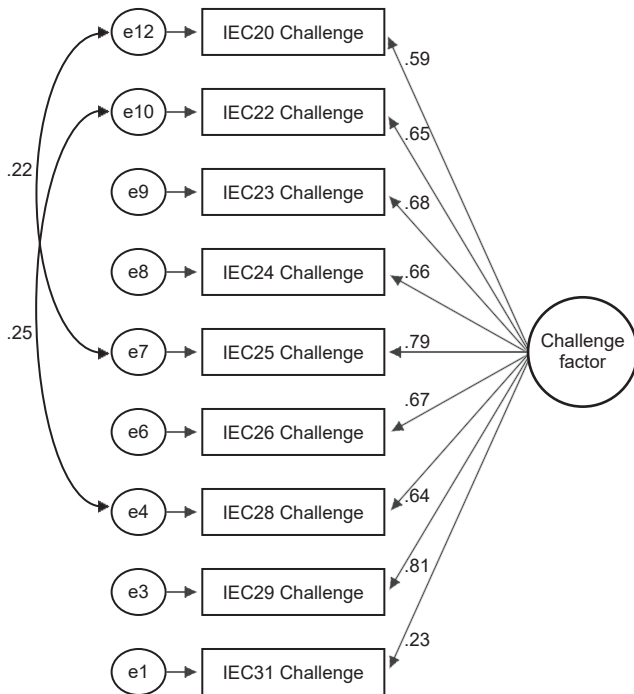 e12 IEC20 Challenge
.59
e10 IEC22 Challenge
.65
.22
e9 IEC23 Challenge
.68
e8 IEC24 Challenge
.66
.25
e7 IEC25 Challenge
.79
Challenge
factor
e6 IEC26 Challenge
.67
e4 IEC28 Challenge
.64
e3 IEC29 Challenge
.81
e1 IEC31 Challenge
.23